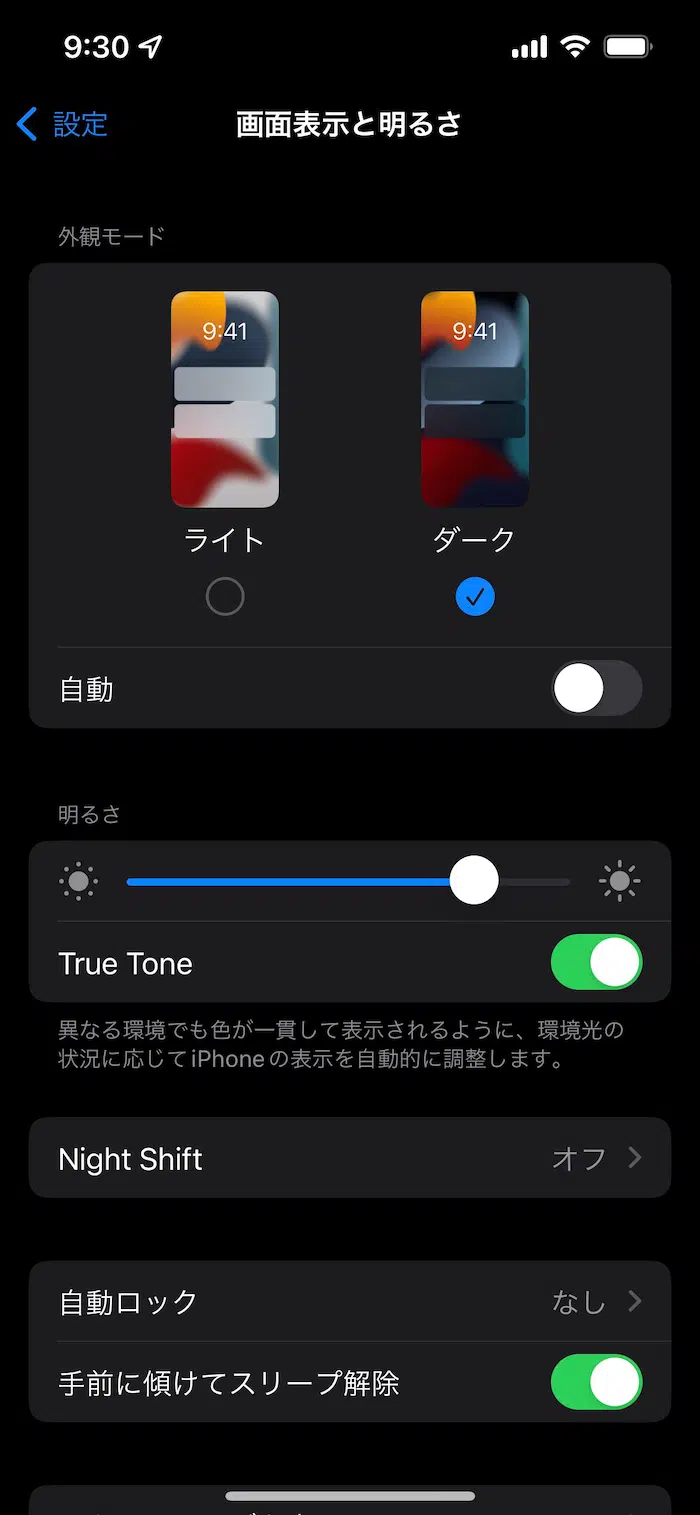 9:30
設定
画面表示と明るさ
外観モード
9:41
9:41
ライト
ダーク
自動
明るさ
True Tone
異なる環境でも色が一貫して表示されるように、環境光の
状況に応じてiPhoneの表示を自動的に調整します。
Night Shift
オフ
自動ロック
なし
手前に傾けてスリープ解除